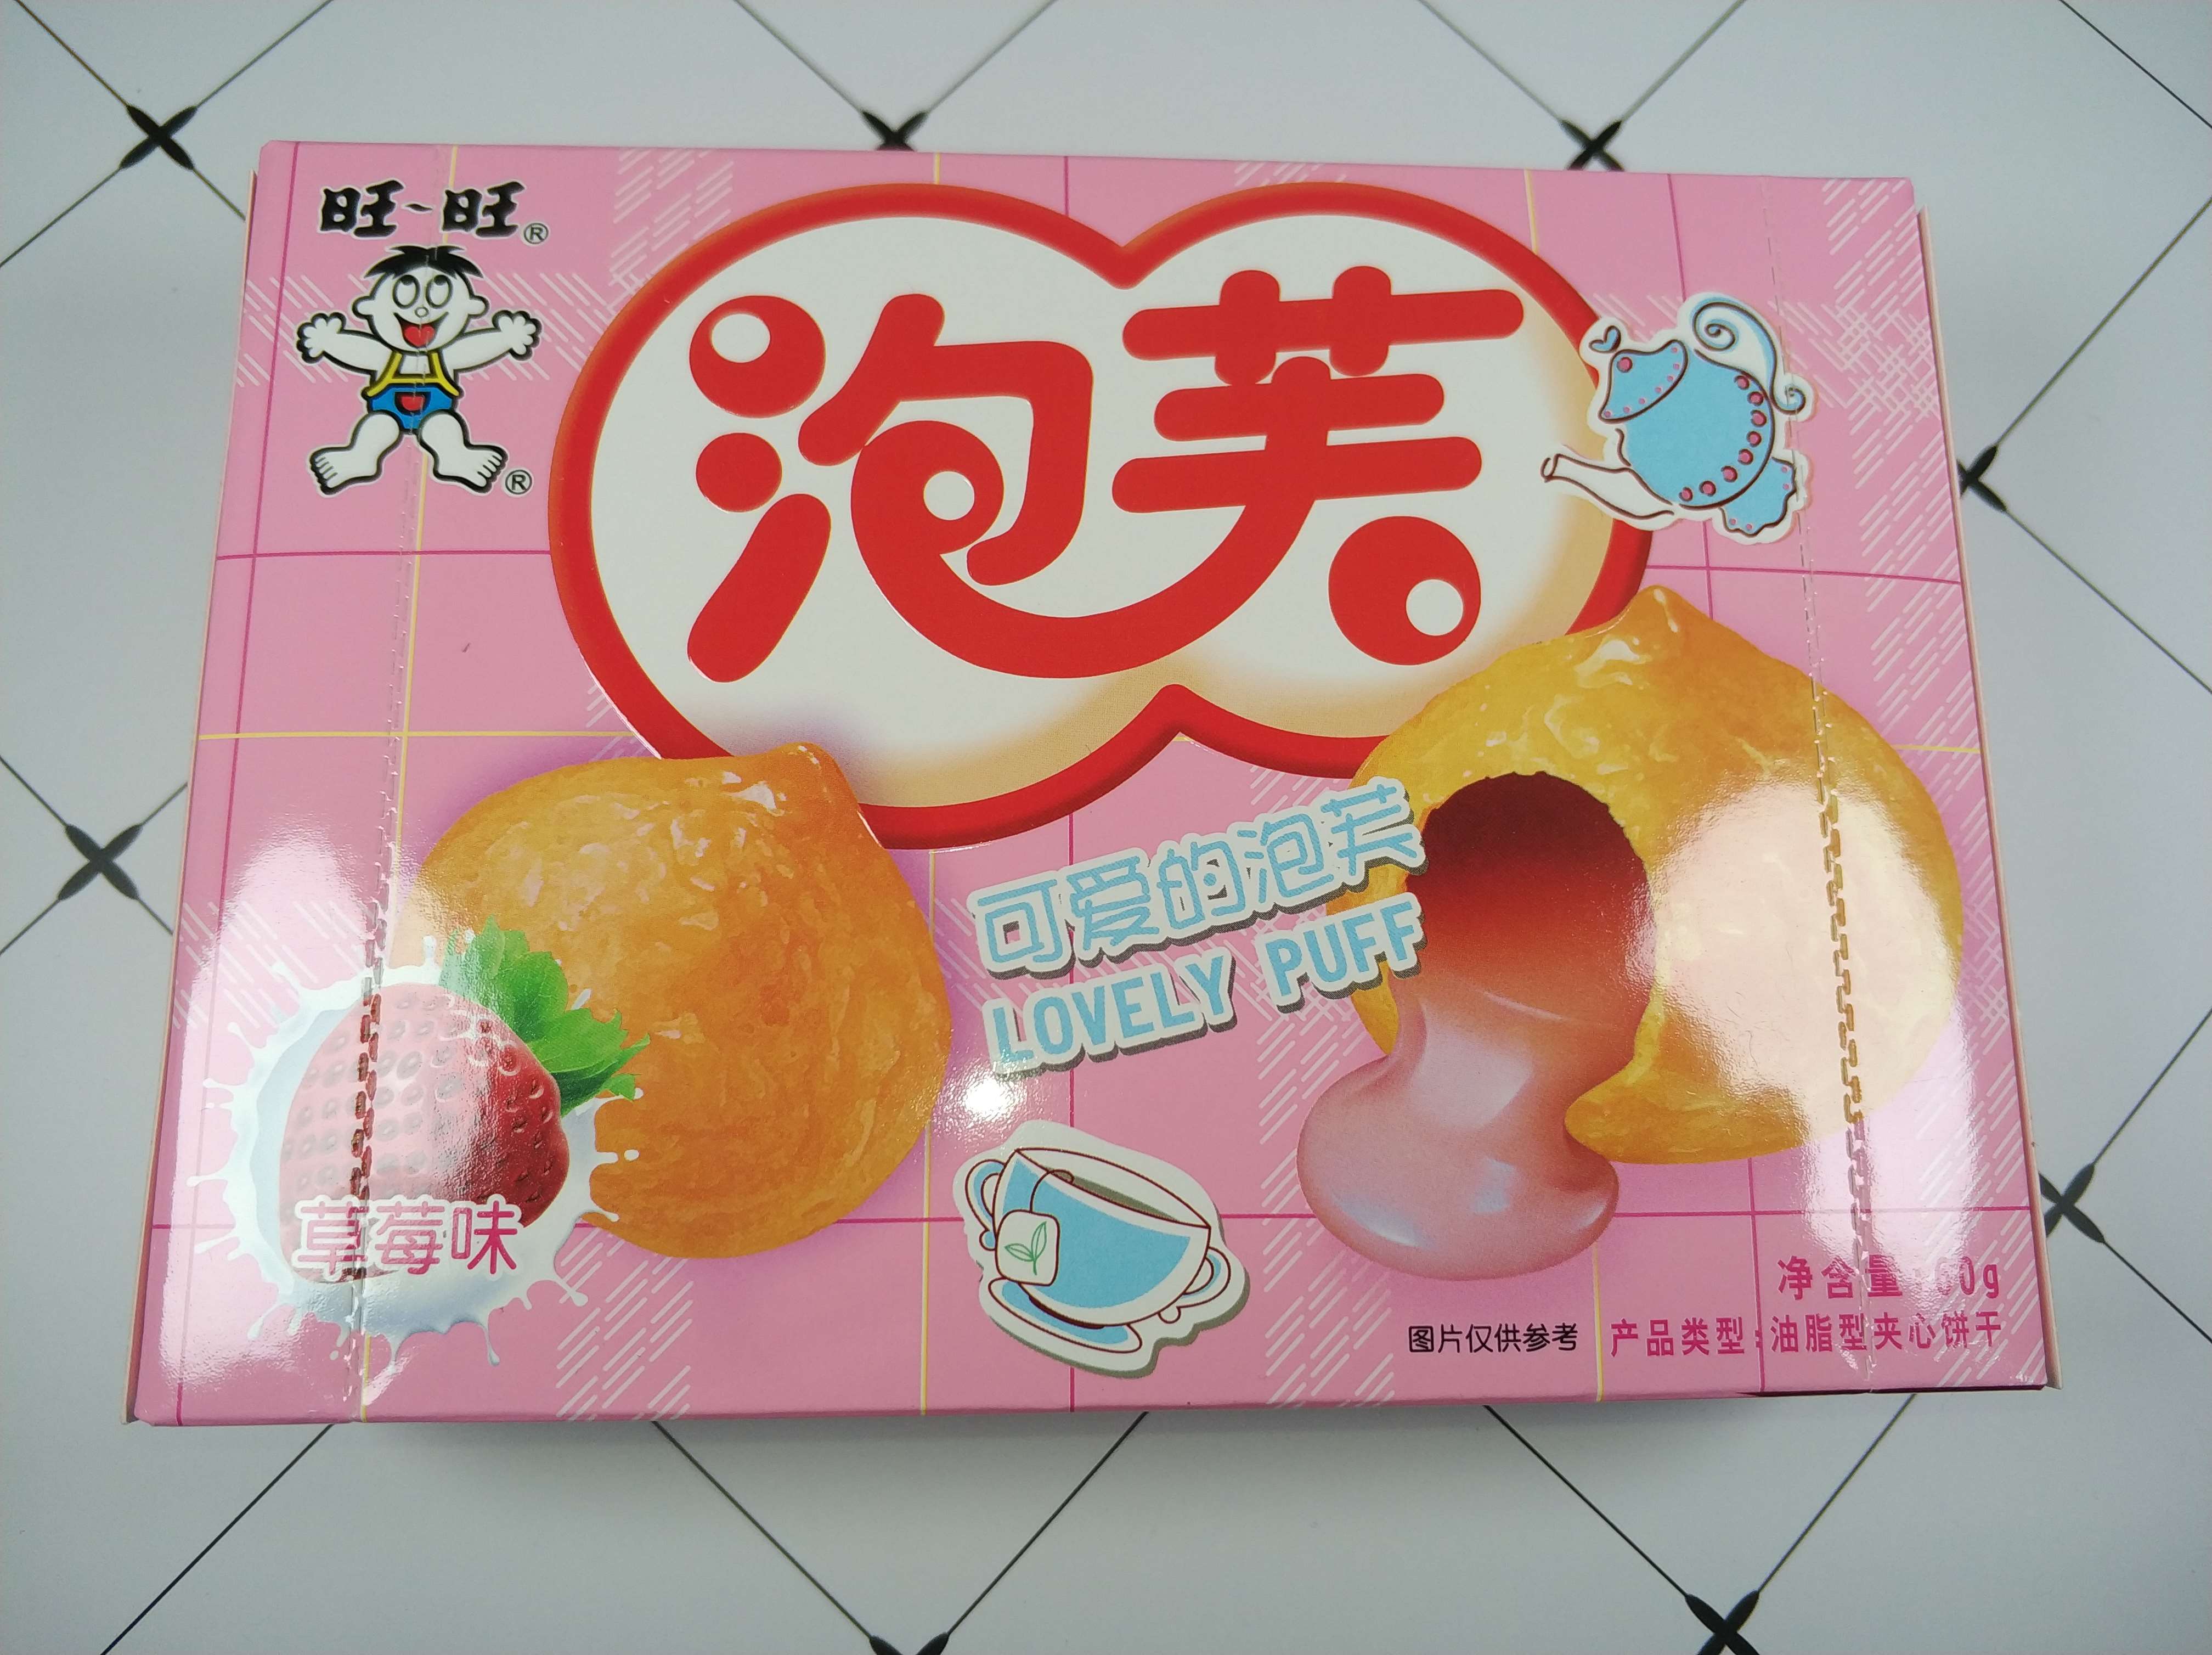 旺-旺®
®
泡芙
可爱的泡芙
LOVELY PUFF
草莓味
净含量 60g
图片仅供参考
产品类型：油脂型夹心饼干